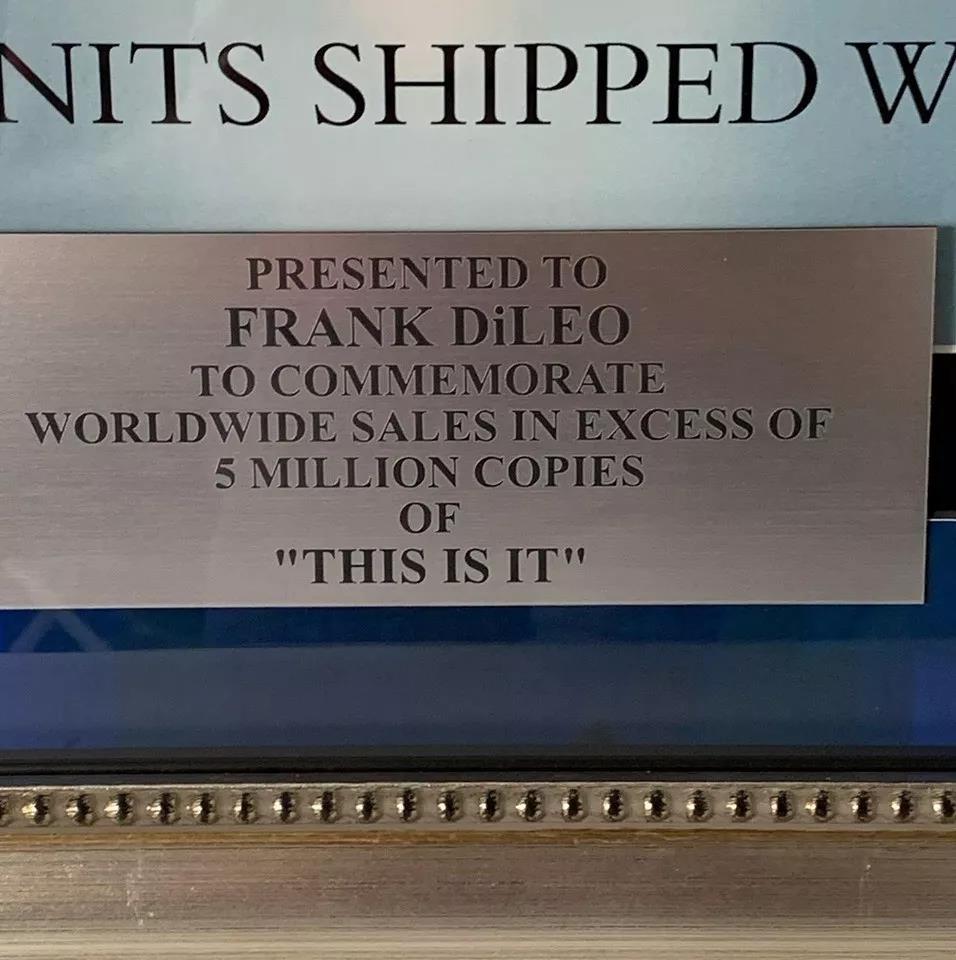 NITS SHIPPED W
PRESENTED TO
FRANK DiLEO
TO COMMEMORATE
WORLDWIDE SALES IN EXCESS OF
5 MILLION COPIES
OF
"THIS IS IT"